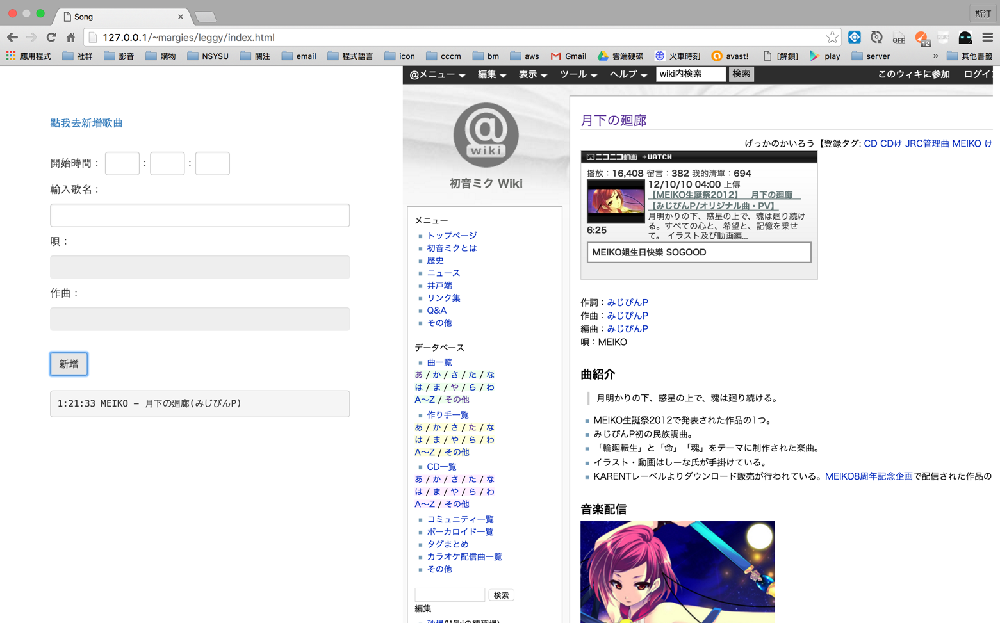 Song
斯汀
127.0.0.1/~margies/leggy/index.html
OFF
12
應用程式
社群
影音
購物
NSYSU
關注
email
程式語言
icon
cccm
bm
aws
Gmail
雲端硬碟
火車時刻
avast!
[解鎖]
play
server
»
其他書籤
點我去新增歌曲
開始時間： : :
輸入歌名：
唄：
作曲：
新增
1:21:33 MEIKO - 月下の廻廊(みじぴんP)
@メニュー
編集
表示
ツール
ヘルプ
wiki内検索
検索
このウィキに参加
ログイン
@
wiki
初音ミク Wiki
メニュー
トップページ
初音ミクとは
歴史
ニュース
井戸端
リンク集
Q&A
その他
データベース
曲一覧
あ / か / さ / た / な
は / ま / や / ら / わ
A〜Z / その他
作り手一覧
あ / か / さ / た / な
は / ま / や / ら / わ
A〜Z / その他
CD一覧
あ / か / さ / た / な
は / ま / や / ら / わ
A〜Z / その他
コミュニティ一覧
ボーカロイド一覧
タグまとめ
カラオケ配信曲一覧
その他
検索
編集
砂場(Wikiの練習場)
月下の廻廊
げっかのかいろう【登録タグ: CD CDけ JRC管理曲 MEIKO け
ニコニコ動画 →WATCH
播放：16,408 留言：382 我的清單：694
12/10/10 04:00 上傳
【MEIKO生誕祭2012】　月下の廻廊
【みじぴんP/オリジナル曲・PV】
月明かりの下、惑星の上で、魂は廻り続け
る。すべての心と、希望と、記憶を乗せ
て。 イラスト及び動画編...
6:25
MEIKO姐生日快樂 SOGOOD
作詞：みじぴんP
作曲：みじぴんP
編曲：みじぴんP
唄：MEIKO
曲紹介
月明かりの下、惑星の上で、魂は廻り続ける。
MEIKO生誕祭2012で発表された作品の1つ。
みじぴんP初の民族調曲。
「輪廻転生」と「命」「魂」をテーマに制作された楽曲。
イラスト・動画はしーな氏が手掛けている。
KARENTレーベルよりダウンロード販売が行われている。MEIKO8周年記念企画で配信された作品の
音楽配信